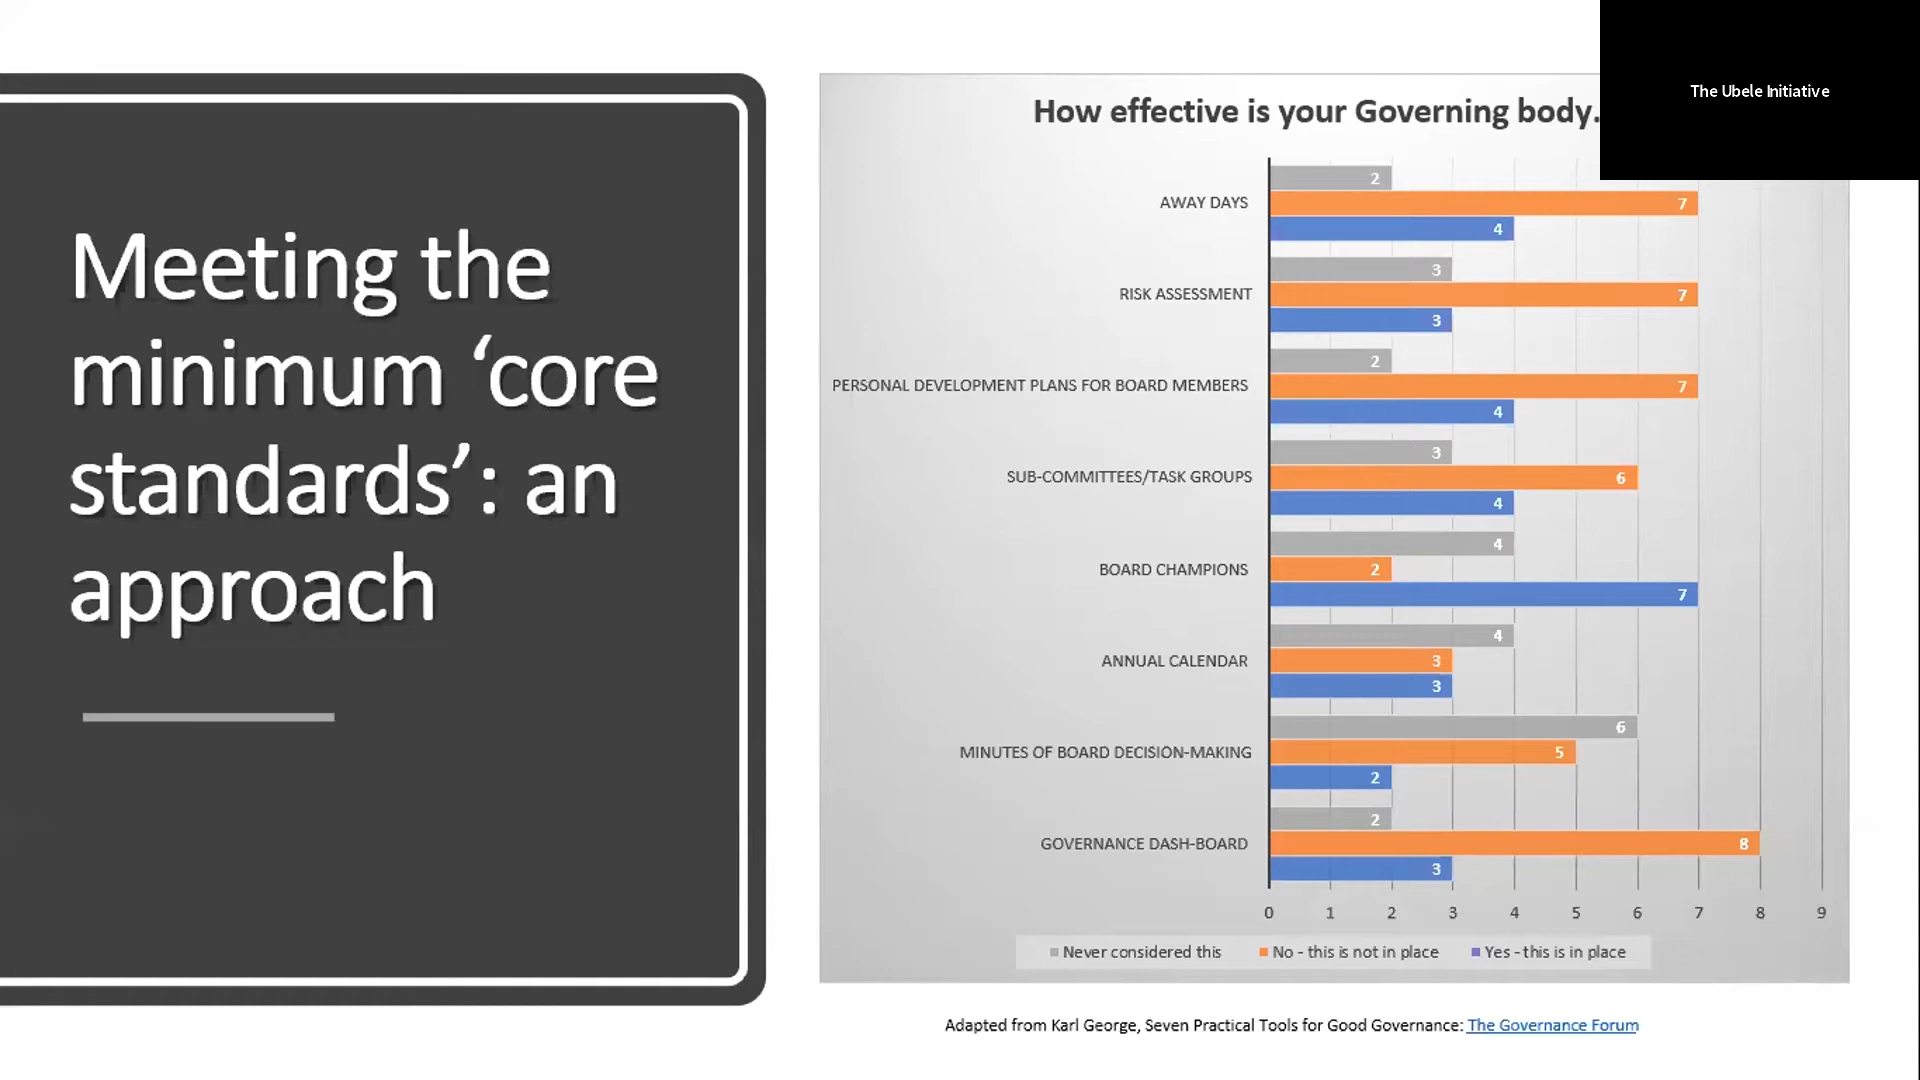 The Ubele Initiative
Meeting the
minimum ‘core
standards’: an
approach
How effective is your Governing body.
AWAY DAYS
2
7
4
RISK ASSESSMENT
3
7
3
PERSONAL DEVELOPMENT PLANS FOR BOARD MEMBERS
2
7
4
SUB-COMMITTEES/TASK GROUPS
3
6
4
BOARD CHAMPIONS
4
2
7
ANNUAL CALENDAR
4
3
3
MINUTES OF BOARD DECISION-MAKING
6
5
2
GOVERNANCE DASH-BOARD
2
8
3
0 1 2 3 4 5 6 7 8 9
Never considered this No - this is not in place Yes - this is in place
Adapted from Karl George, Seven Practical Tools for Good Governance: The Governance Forum